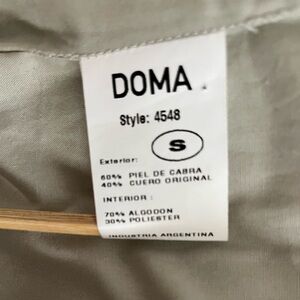 DOMA
Style: 4548
S
Exterior:
60% PIEL DE CABRA
40% CUERO ORIGINAL
INTERIOR :
70% ALGODON
30% POLIESTER
INDUSTRIA ARGENTINA